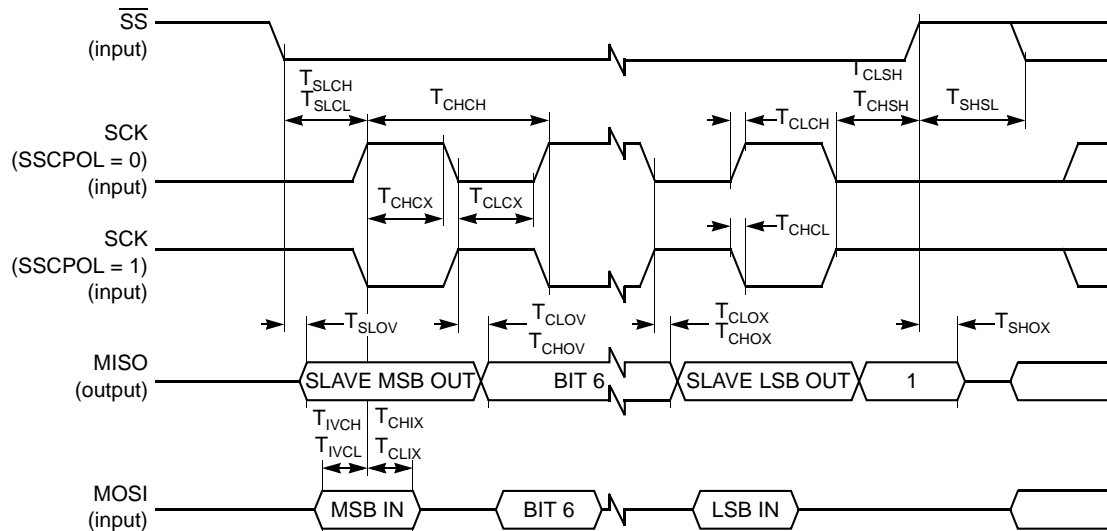 SS
(input)
T_SLCH
T_SLCL
T_CHCH
T_CLCH
T_CLSH
T_CHSH
T_SHSL
SCK
(SSCPOL = 0)
(input)
T_CHCX
T_CLCX
T_CHCL
SCK
(SSCPOL = 1)
(input)
T_SLOV
T_CLOV
T_CHOV
T_CLOX
T_CHOX
T_SHOX
MISO
(output)
SLAVE MSB OUT
BIT 6
SLAVE LSB OUT
1
T_IVCH
T_IVCL
T_CHIX
T_CLIX
MOSI
(input)
MSB IN
BIT 6
LSB IN